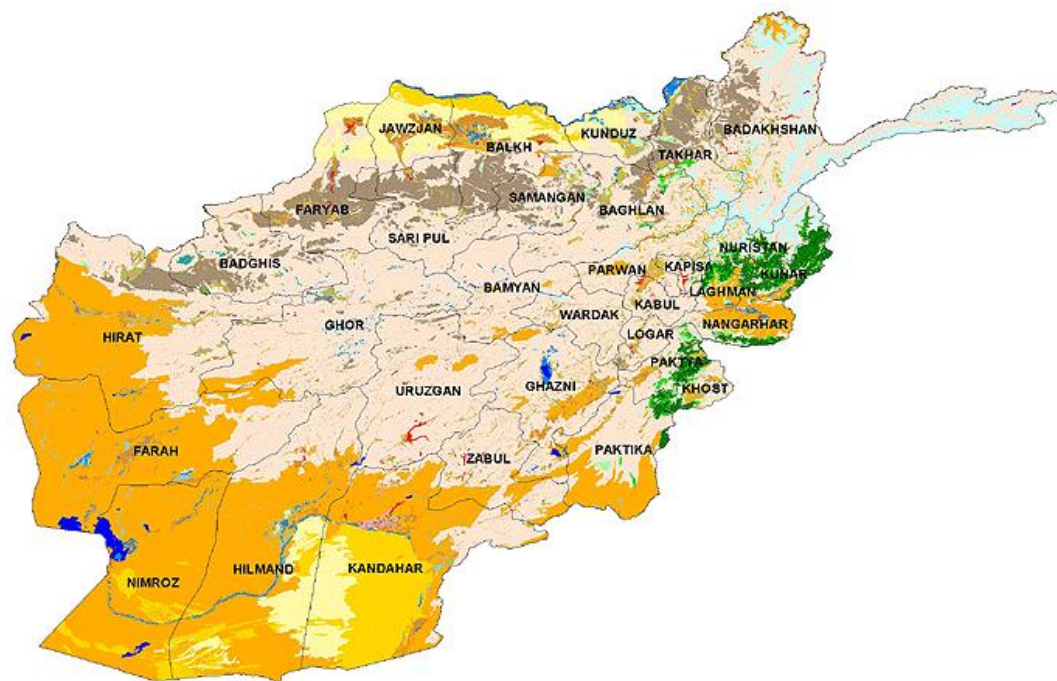 JAWZJAN
BALKH
KUNDUZ
BADAKHSHAN
TAKHAR
FARYAB
SAMANGAN
BAGHLAN
SARI PUL
BADGHIS
NURISTAN
PARWAN
KAPISA
KUNAR
BAMYAN
LAGHMAN
KABUL
HIRAT
GHOR
WARDAK
NANGARHAR
LOGAR
PAKTYA
URUZGAN
GHAZNI
KHOST
FARAH
ZABUL
PAKTIKA
NIMROZ
HILMAND
KANDAHAR